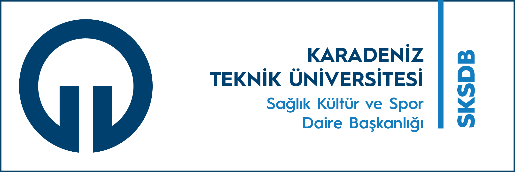 KARADENİZ
TEKNİK ÜNİVERSİTESİ
Sağlık Kültür ve Spor
Daire Başkanlığı
SKSDB